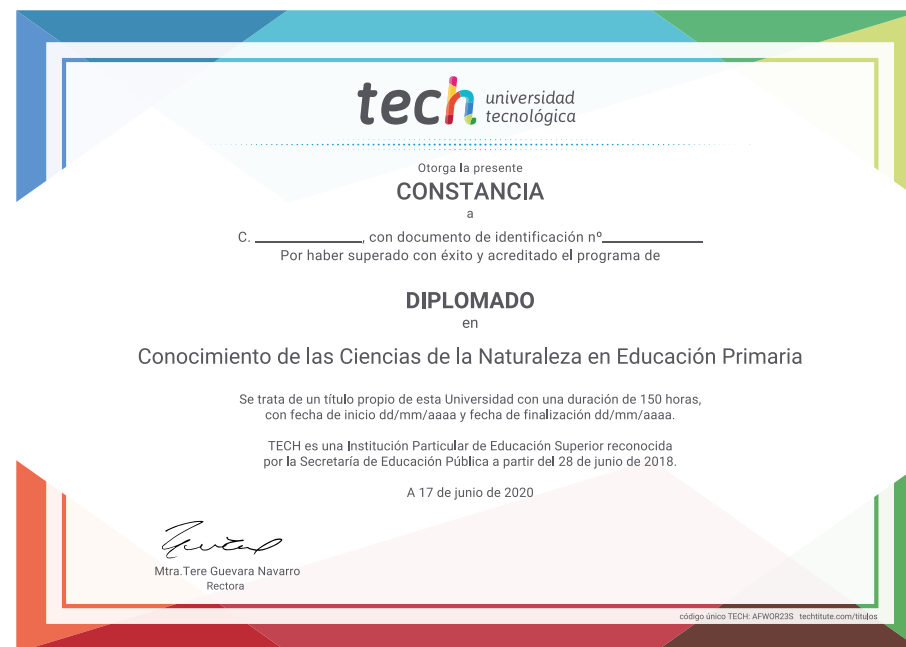 tech universidad
tecnológica
Otorga la presente
CONSTANCIA
a
C. ____________, con documento de identificación nº____________
Por haber superado con éxito y acreditado el programa de
DIPLOMADO
en
Conocimiento de las Ciencias de la Naturaleza en Educación Primaria
Se trata de un título propio de esta Universidad con una duración de 150 horas,
con fecha de inicio dd/mm/aaaa y fecha de finalización dd/mm/aaaa.
TECH es una Institución Particular de Educación Superior reconocida
por la Secretaría de Educación Pública a partir del 28 de junio de 2018.
A 17 de junio de 2020
Mtra.Tere Guevara Navarro
Rectora
código único TECH: AFWOR23S techtitute.com/titulos